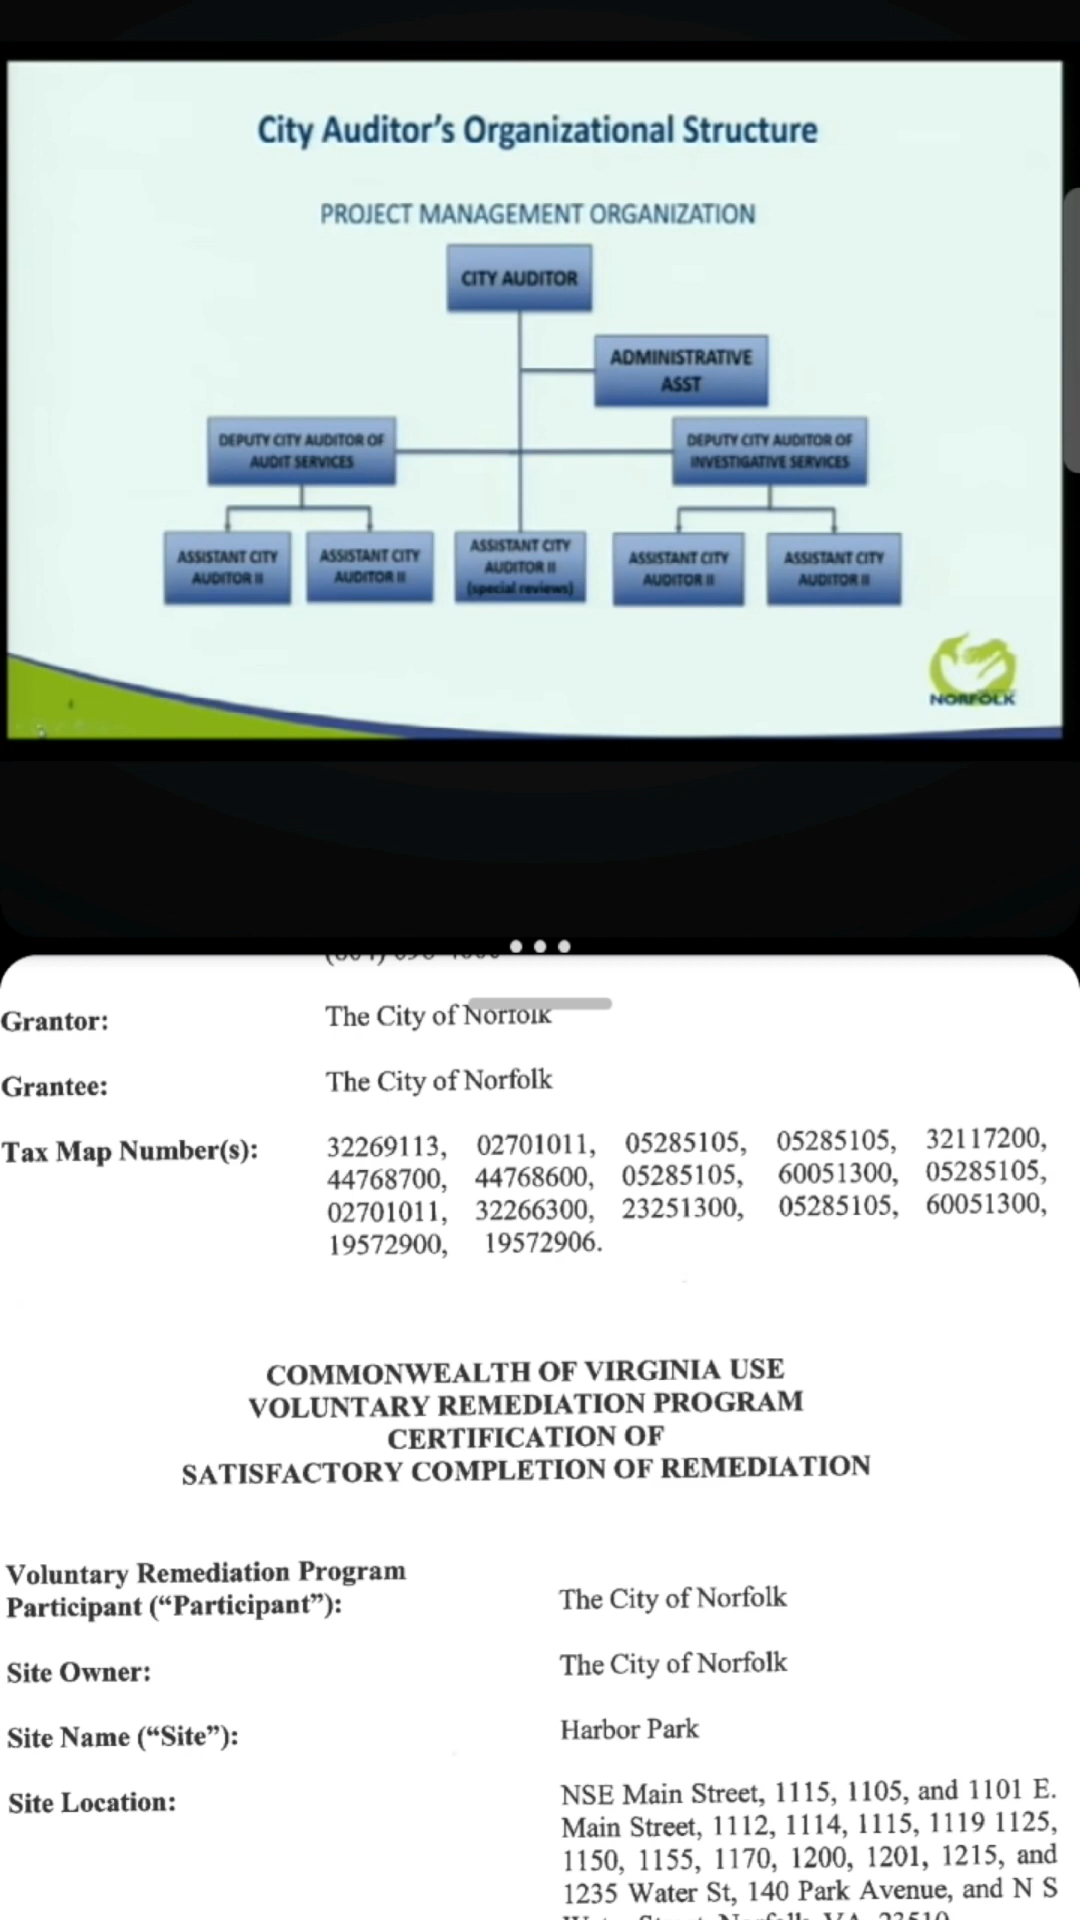 City Auditor's Organizational Structure
PROJECT MANAGEMENT ORGANIZATION
CITY AUDITOR
ADMINISTRATIVE
ASST
DEPUTY CITY AUDITOR OF
AUDIT SERVICES
DEPUTY CITY AUDITOR OF
INVESTIGATIVE SERVICES
ASSISTANT CITY
AUDITOR II
ASSISTANT CITY
AUDITOR II
ASSISTANT CITY
AUDITOR II
(special reviews)
ASSISTANT CITY
AUDITOR II
ASSISTANT CITY
AUDITOR II
NORFOLK
Grantor: The City of Norfolk
Grantee: The City of Norfolk
Tax Map Number(s): 32269113, 02701011, 05285105, 05285105, 32117200,
44768700, 44768600, 05285105, 60051300, 05285105,
02701011, 32266300, 23251300, 05285105, 60051300,
19572900, 19572906.
COMMONWEALTH OF VIRGINIA USE
VOLUNTARY REMEDIATION PROGRAM
CERTIFICATION OF
SATISFACTORY COMPLETION OF REMEDIATION
Voluntary Remediation Program
Participant (“Participant”): The City of Norfolk
Site Owner: The City of Norfolk
Site Name (“Site”): Harbor Park
Site Location: NSE Main Street, 1115, 1105, and 1101 E.
Main Street, 1112, 1114, 1115, 1119 1125,
1150, 1155, 1170, 1200, 1201, 1215, and
1235 Water St, 140 Park Avenue, and N S